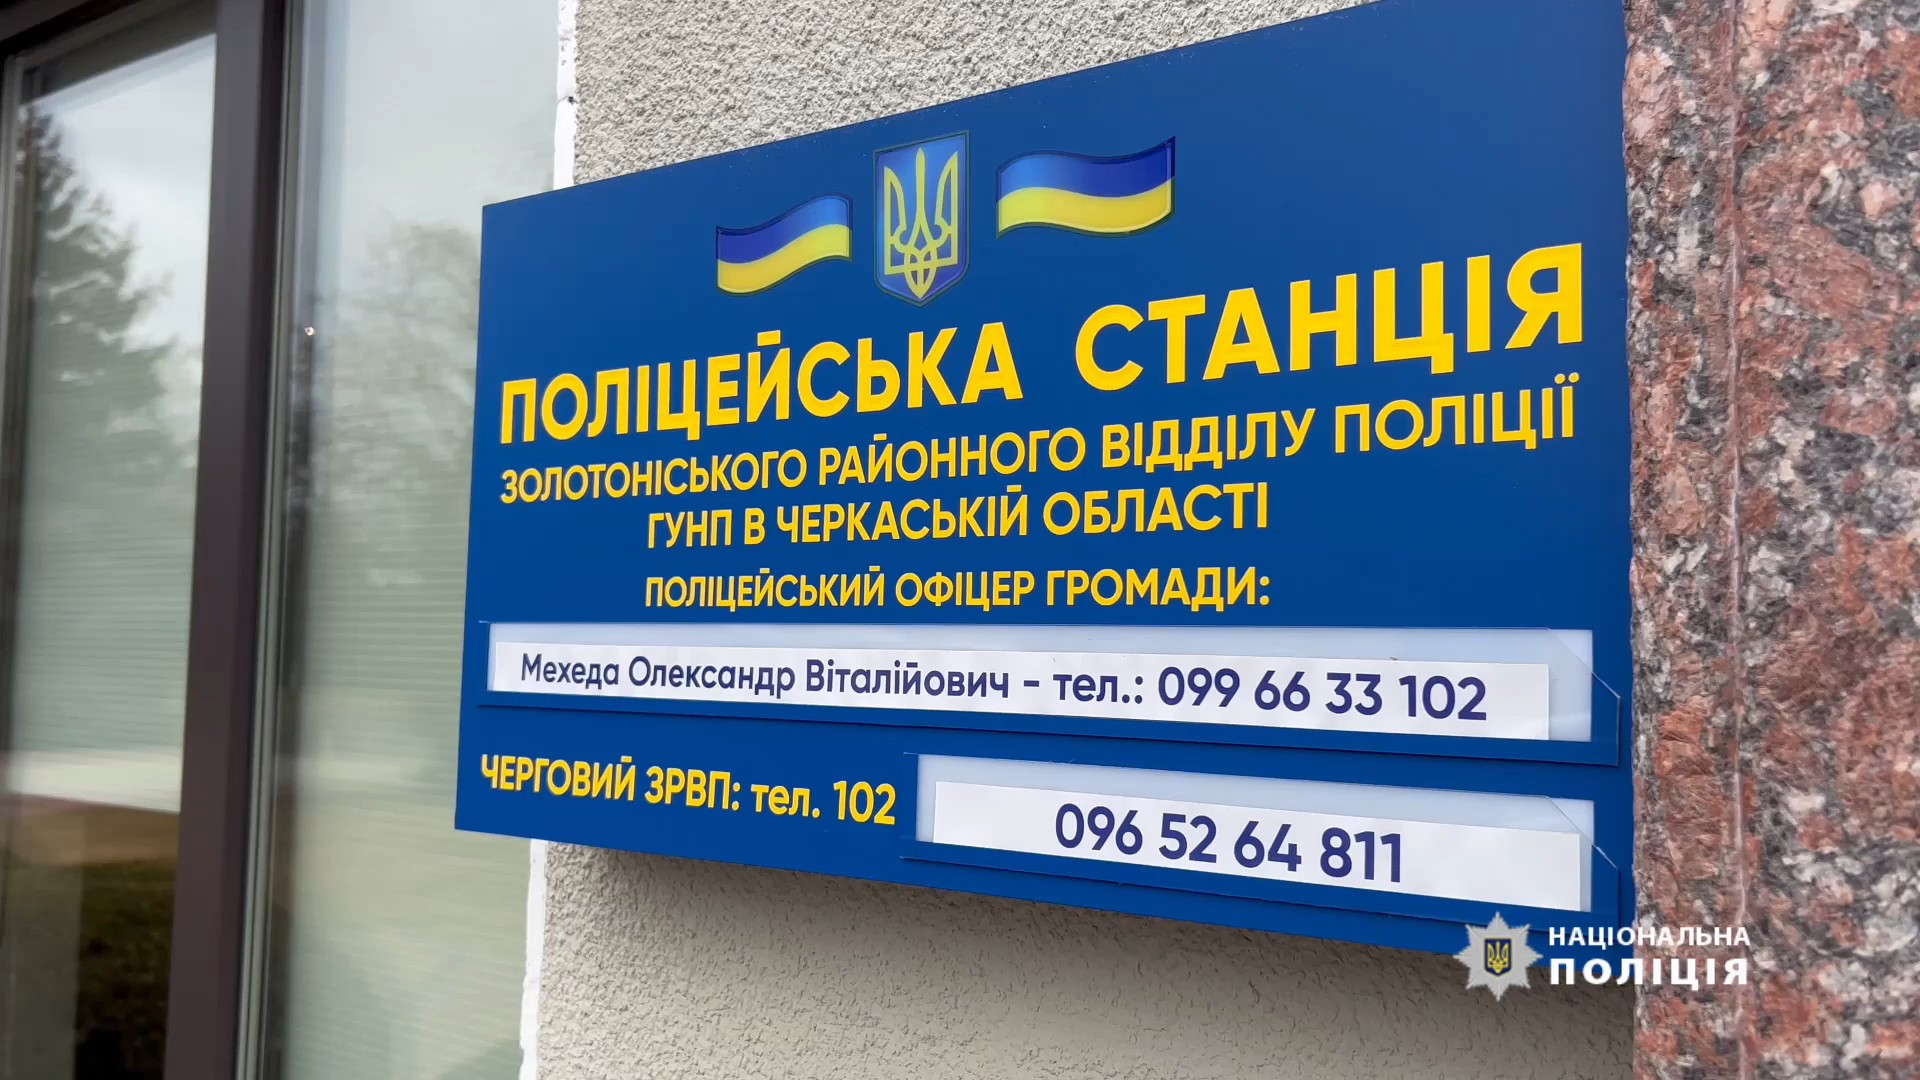 ПОЛІЦЕЙСЬКА СТАНЦІЯ
ЗОЛОТОНІСЬКОГО РАЙОННОГО ВІДДІЛУ ПОЛІЦІЇ
ГУНП В ЧЕРКАСЬКІЙ ОБЛАСТІ
ПОЛІЦЕЙСЬКИЙ ОФІЦЕР ГРОМАДИ:
Мехеда Олександр Віталійович - тел.: 099 66 33 102
ЧЕРГОВИЙ ЗРВП: тел. 102 096 52 64 811
НАЦІОНАЛЬНА
ПОЛІЦІЯ